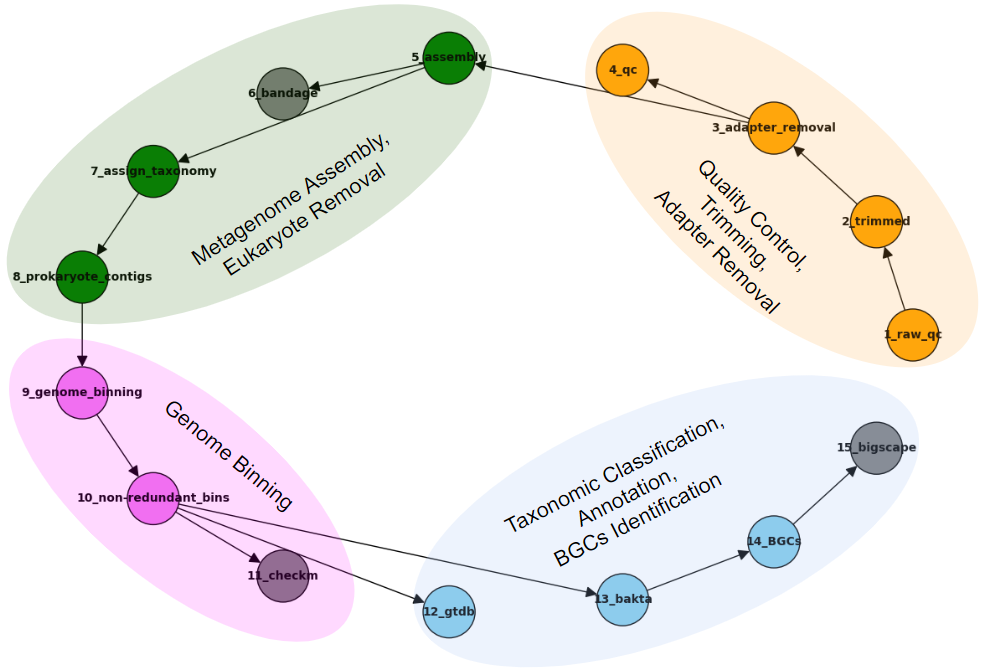 5_assembly
6_bandage
7_assign_taxonomy
8_prokaryote_contigs
Metagenome Assembly,
Eukaryote Removal
4_qc
3_adapter_removal
2_trimmed
1_raw_qc
Quality Control,
Trimming,
Adapter Removal
9_genome_binning
10_non-redundant_bins
11_checkm
Genome Binning
12_gtdb
13_bakta
14_BGCs
15_bigscape
Taxonomic Classification,
Annotation,
BGCs Identification